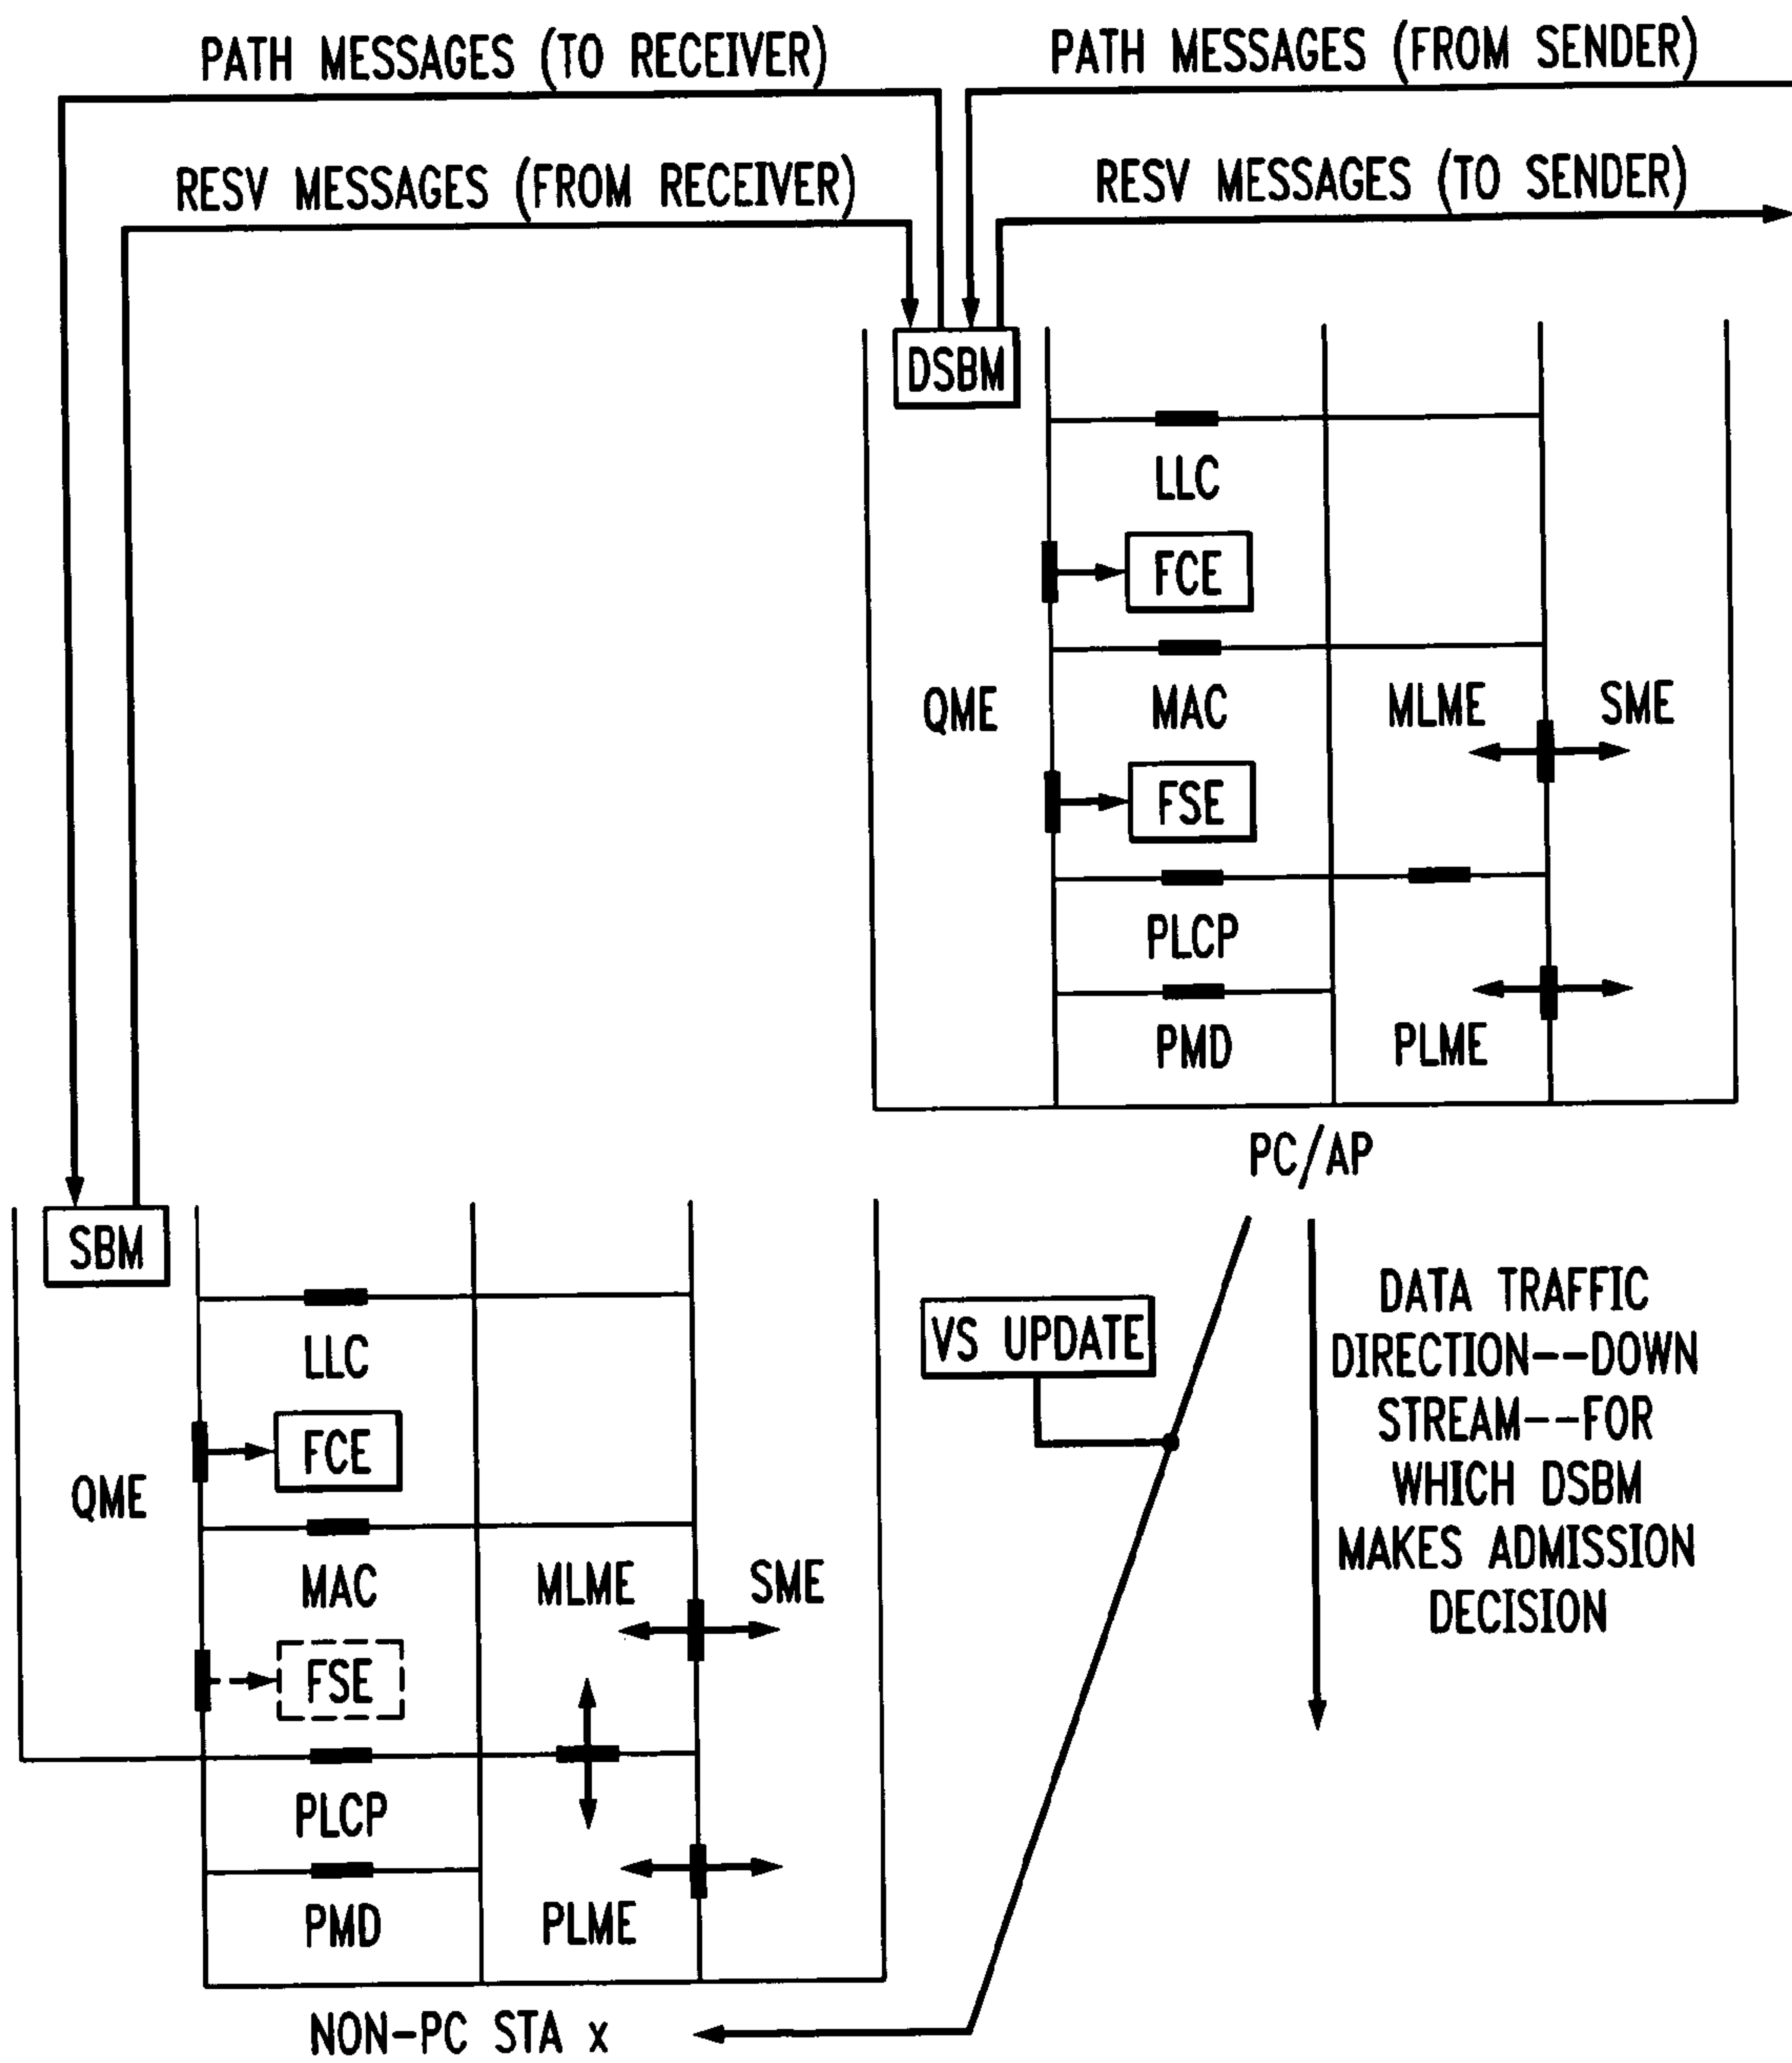 PATH MESSAGES (TO RECEIVER)
PATH MESSAGES (FROM SENDER)
RESV MESSAGES (FROM RECEIVER)
RESV MESSAGES (TO SENDER)
DSBM
LLC
FCE
QME
MAC
MLME
SME
FSE
PLCP
PMD
PLME
PC/AP
SBM
LLC
FCE
QME
MAC
MLME
SME
FSE
PLCP
PMD
PLME
NON-PC STA x
VS UPDATE
DATA TRAFFIC
DIRECTION--DOWN
STREAM--FOR
WHICH DSBM
MAKES ADMISSION
DECISION